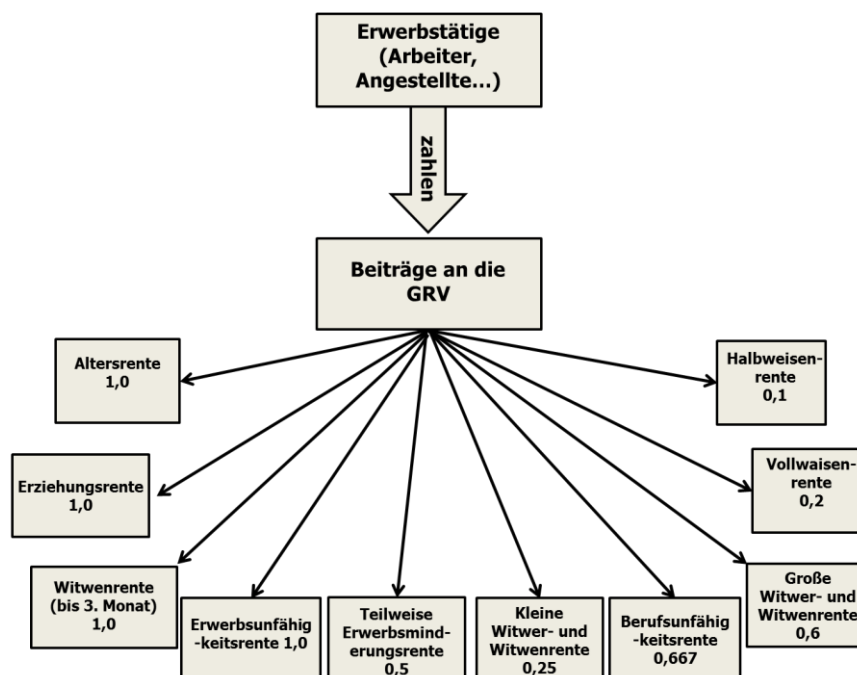 Erwerbstätige
(Arbeiter,
Angestellte...)
zahlen
Beiträge an die
GRV
Altersrente
1,0
Halbweisen-
rente
0,1
Erziehungsrente
1,0
Vollwaisen-
rente
0,2
Witwenrente
(bis 3. Monat)
1,0
Erwerbsunfähig
-keitsrente 1,0
Teilweise
Erwerbsmind-
erungsrente
0,5
Kleine
Witwer- und
Witwenrente
0,25
Berufsunfähig
-keitsrente
0,667
Große
Witwer- und
Witwenrente
0,6